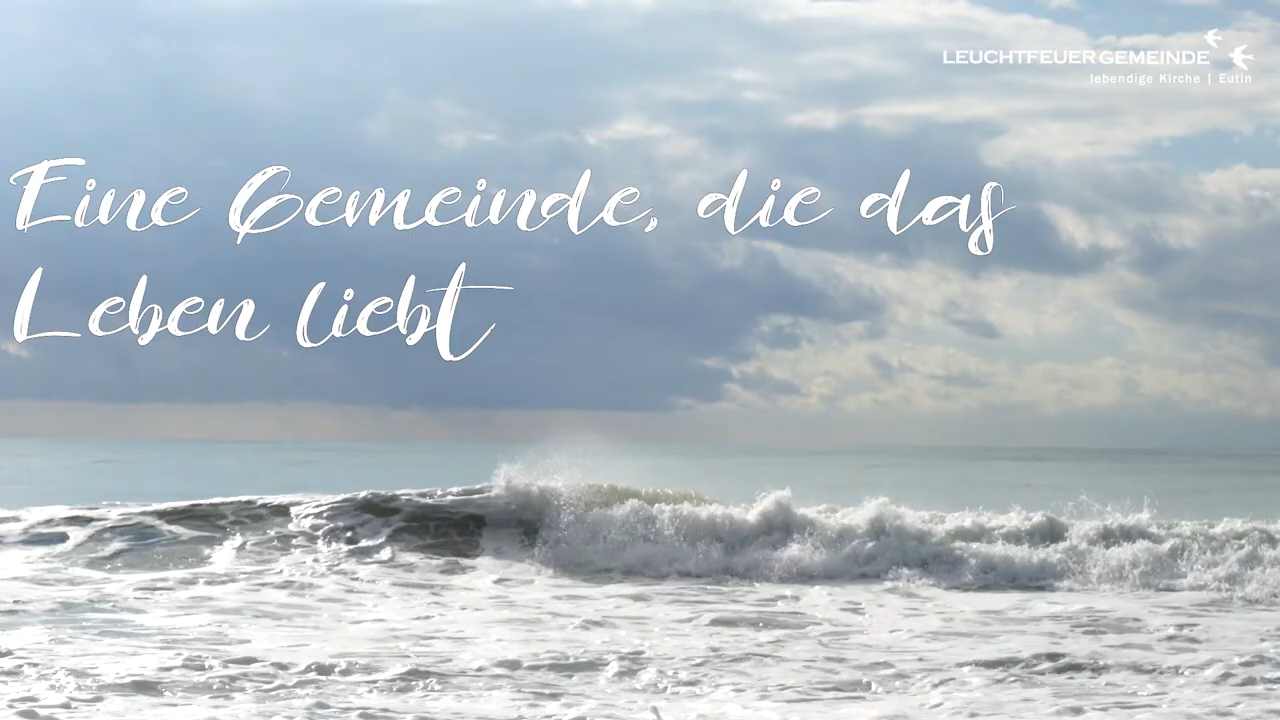 LEUCHTFEUER GEMEINDE
lebendige Kirche | Eutin
Eine Gemeinde, die das
Leben liebt